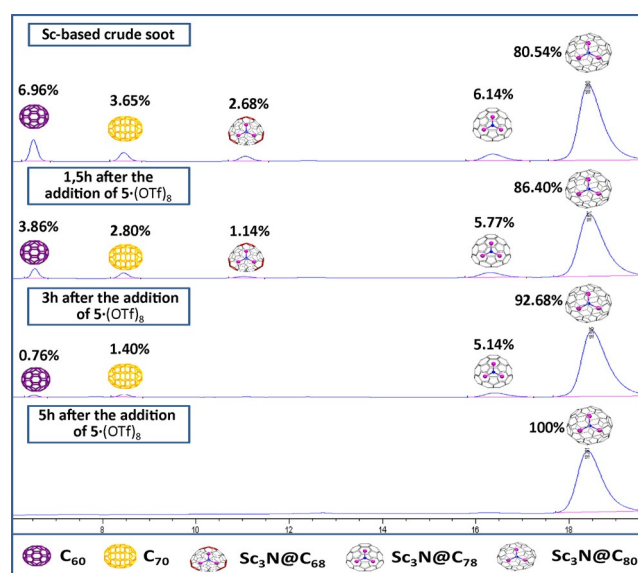 Sc-based crude soot
80.54%
6.96%
3.65%
2.68%
6.14%
1,5h after the
addition of 5·(OTf)₈
86.40%
3.86%
2.80%
1.14%
5.77%
3h after the addition
of 5·(OTf)₈
92.68%
0.76%
1.40%
5.14%
5h after the addition
of 5·(OTf)₈
100%
8 10 12 14 16 18
C₆₀ C₇₀ Sc₃N@C₆₈ Sc₃N@C₇₈ Sc₃N@C₈₀